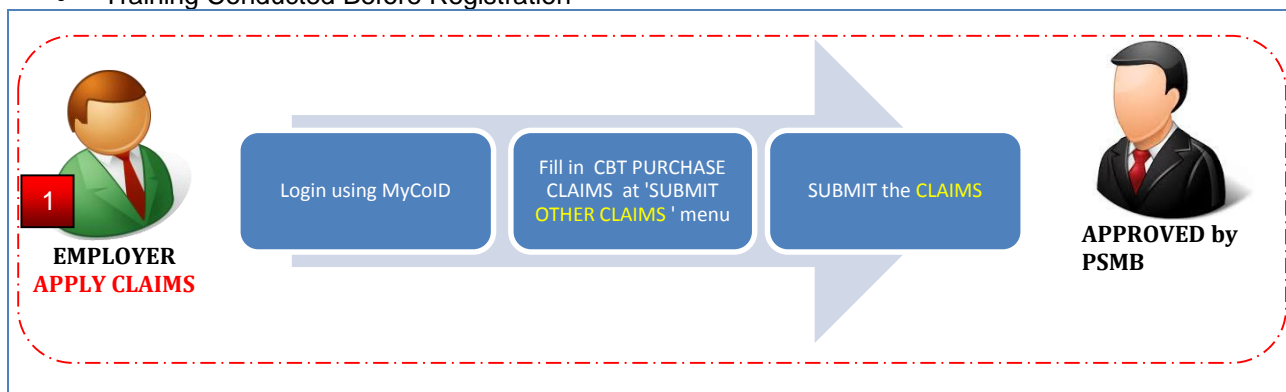 • Training Conducted Before Registration
1
EMPLOYER
APPLY CLAIMS
Login using MyCoID
Fill in CBT PURCHASE
CLAIMS at 'SUBMIT
OTHER CLAIMS ' menu
SUBMIT the CLAIMS
APPROVED by
PSMB